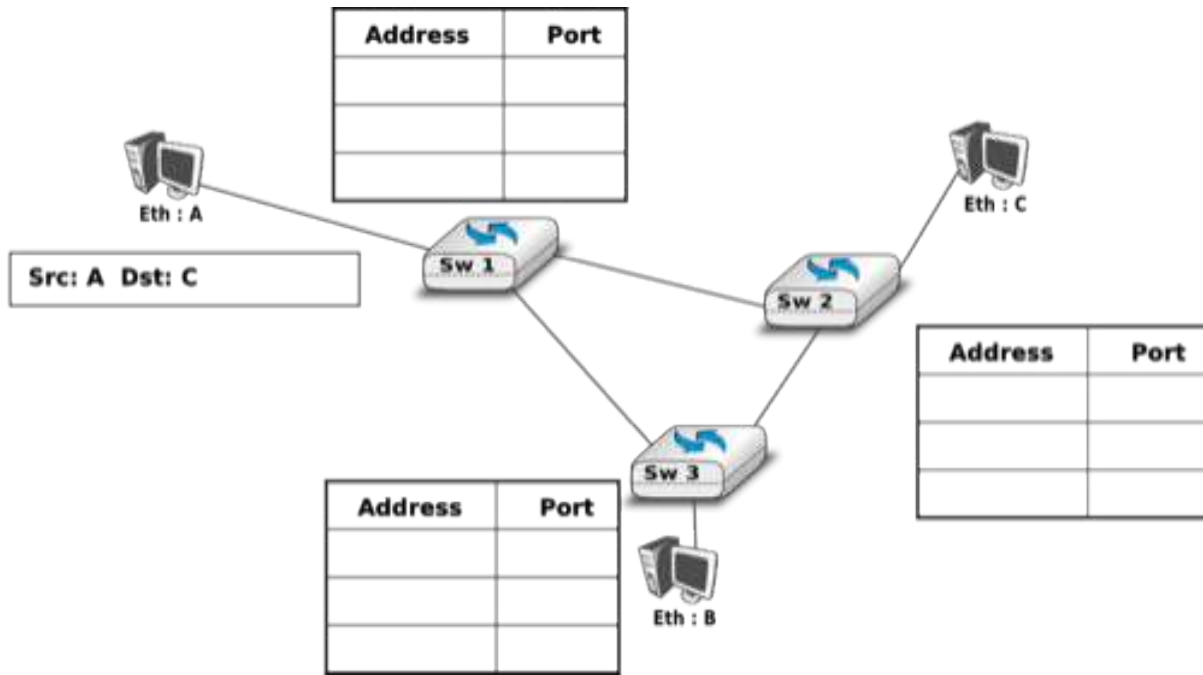 Address Port
Eth : A
Eth : C
Src: A Dst: C
Sw 1
Sw 2
Address Port
Sw 3
Address Port
Eth : B